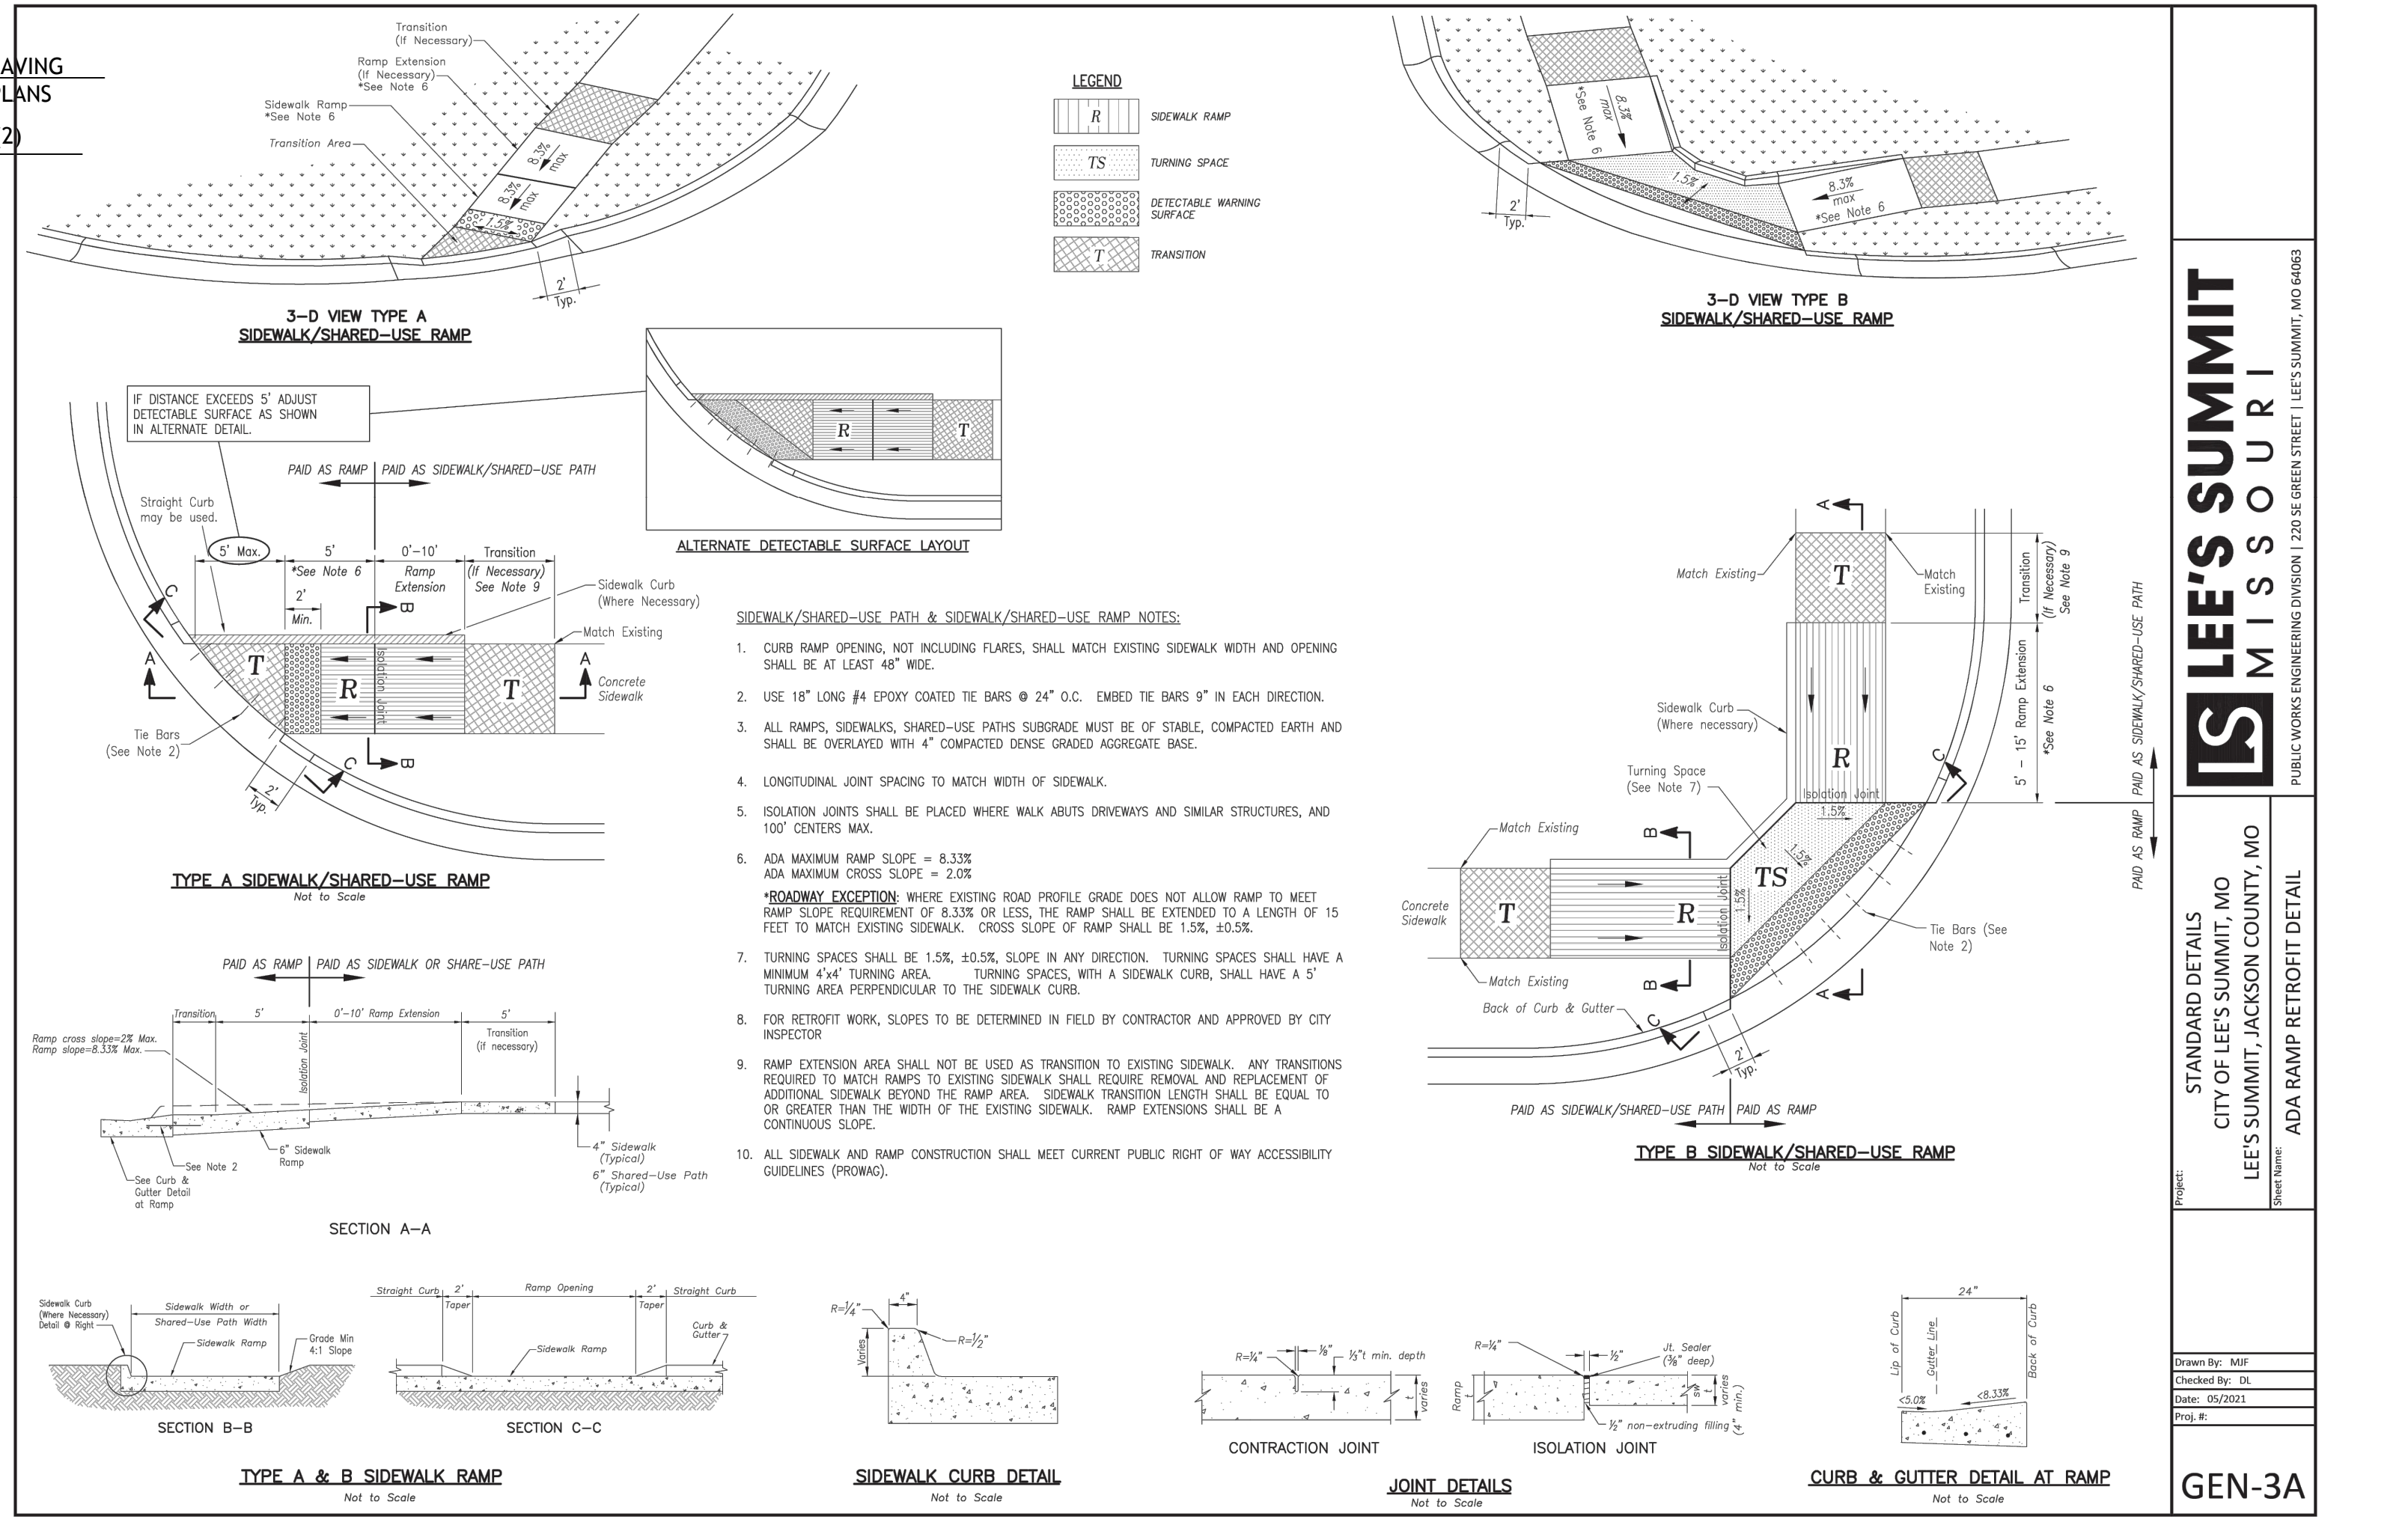 AVING
PLANS
2)
Transition
(If Necessary)
Ramp Extension
(If Necessary)
*See Note 6
Sidewalk Ramp
*See Note 6
Transition Area
8.3%
max
8.3%
max
1.5%
2'
Typ.
3-D VIEW TYPE A
SIDEWALK/SHARED-USE RAMP
LEGEND
R SIDEWALK RAMP
TS TURNING SPACE
DETECTABLE WARNING
SURFACE
T TRANSITION
8.3%
max
*See Note 6
1.5%
8.3%
max
*See Note 6
2'
Typ.
3-D VIEW TYPE B
SIDEWALK/SHARED-USE RAMP
IF DISTANCE EXCEEDS 5' ADJUST
DETECTABLE SURFACE AS SHOWN
IN ALTERNATE DETAIL.
R T
ALTERNATE DETECTABLE SURFACE LAYOUT
PAID AS RAMP PAID AS SIDEWALK/SHARED-USE PATH
Straight Curb
may be used.
5' Max. 5' 0'-10' Transition
*See Note 6 Ramp (If Necessary)
Extension See Note 9
2'
Min.
Sidewalk Curb
(Where Necessary)
Match Existing
Concrete
Sidewalk
A A
B
B
C
C
T R T
Isolation Joint
Tie Bars
(See Note 2)
2'
Typ.
TYPE A SIDEWALK/SHARED-USE RAMP
Not to Scale
PAID AS RAMP PAID AS SIDEWALK OR SHARE-USE PATH
Transition 5' 0'-10' Ramp Extension 5'
Transition
(if necessary)
Ramp cross slope=2% Max.
Ramp slope=8.33% Max.
Isolation Joint
See Note 2
6" Sidewalk
Ramp
See Curb &
Gutter Detail
at Ramp
4" Sidewalk
(Typical)
6" Shared-Use Path
(Typical)
SECTION A-A
SIDEWALK/SHARED-USE PATH & SIDEWALK/SHARED-USE RAMP NOTES:
1. CURB RAMP OPENING, NOT INCLUDING FLARES, SHALL MATCH EXISTING SIDEWALK WIDTH AND OPENING
SHALL BE AT LEAST 48" WIDE.
2. USE 18" LONG #4 EPOXY COATED TIE BARS @ 24" O.C. EMBED TIE BARS 9" IN EACH DIRECTION.
3. ALL RAMPS, SIDEWALKS, SHARED-USE PATHS SUBGRADE MUST BE OF STABLE, COMPACTED EARTH AND
SHALL BE OVERLAYED WITH 4" COMPACTED DENSE GRADED AGGREGATE BASE.
4. LONGITUDINAL JOINT SPACING TO MATCH WIDTH OF SIDEWALK.
5. ISOLATION JOINTS SHALL BE PLACED WHERE WALK ABUTS DRIVEWAYS AND SIMILAR STRUCTURES, AND
100' CENTERS MAX.
6. ADA MAXIMUM RAMP SLOPE = 8.33%
ADA MAXIMUM CROSS SLOPE = 2.0%
*ROADWAY EXCEPTION: WHERE EXISTING ROAD PROFILE GRADE DOES NOT ALLOW RAMP TO MEET
RAMP SLOPE REQUIREMENT OF 8.33% OR LESS, THE RAMP SHALL BE EXTENDED TO A LENGTH OF 15
FEET TO MATCH EXISTING SIDEWALK. CROSS SLOPE OF RAMP SHALL BE 1.5%, ±0.5%.
7. TURNING SPACES SHALL BE 1.5%, ±0.5%, SLOPE IN ANY DIRECTION. TURNING SPACES SHALL HAVE A
MINIMUM 4'x4' TURNING AREA. TURNING SPACES, WITH A SIDEWALK CURB, SHALL HAVE A 5'
TURNING AREA PERPENDICULAR TO THE SIDEWALK CURB.
8. FOR RETROFIT WORK, SLOPES TO BE DETERMINED IN FIELD BY CONTRACTOR AND APPROVED BY CITY
INSPECTOR
9. RAMP EXTENSION AREA SHALL NOT BE USED AS TRANSITION TO EXISTING SIDEWALK. ANY TRANSITIONS
REQUIRED TO MATCH RAMPS TO EXISTING SIDEWALK SHALL REQUIRE REMOVAL AND REPLACEMENT OF
ADDITIONAL SIDEWALK BEYOND THE RAMP AREA. SIDEWALK TRANSITION LENGTH SHALL BE EQUAL TO
OR GREATER THAN THE WIDTH OF THE EXISTING SIDEWALK. RAMP EXTENSIONS SHALL BE A
CONTINUOUS SLOPE.
10. ALL SIDEWALK AND RAMP CONSTRUCTION SHALL MEET CURRENT PUBLIC RIGHT OF WAY ACCESSIBILITY
GUIDELINES (PROWAG).
A
Match Existing
Match
Existing
T
Transition
(If Necessary)
See Note 9
Sidewalk Curb
(Where necessary)
5' - 15' Ramp Extension
*See Note 6
R
Turning Space
(See Note 7)
Isolation Joint
1.5%
1.5%
1.5%
TS
C
PAID AS RAMP PAID AS SIDEWALK/SHARED-USE PATH
Match Existing
B
Concrete
Sidewalk
T R
Isolation Joint
Match Existing
B
Tie Bars (See
Note 2)
A
Back of Curb & Gutter
C
2'
Typ.
PAID AS SIDEWALK/SHARED-USE PATH PAID AS RAMP
TYPE B SIDEWALK/SHARED-USE RAMP
Not to Scale
Sidewalk Curb
(Where Necessary)
Detail @ Right
Sidewalk Width or
Shared-Use Path Width
Sidewalk Ramp
Grade Min
4:1 Slope
SECTION B-B
Straight Curb 2' Ramp Opening 2' Straight Curb
Taper Taper
Sidewalk Ramp
Curb &
Gutter
SECTION C-C
TYPE A & B SIDEWALK RAMP
Not to Scale
4"
R=1/4"
R=1/2"
Varies
SIDEWALK CURB DETAIL
Not to Scale
R=1/4"
1/8"
1/3"t min. depth
t
varies
CONTRACTION JOINT
R=1/4"
1/2"
Jt. Sealer
(3/8" deep)
Ramp
t
sw
t
varies
(4" min.)
1/2" non-extruding filling
ISOLATION JOINT
JOINT DETAILS
Not to Scale
24"
Lip of Curb
Gutter Line
Back of Curb
<5.0%
<8.33%
CURB & GUTTER DETAIL AT RAMP
Not to Scale
LS LEE'S SUMMIT
MISSOURI
PUBLIC WORKS ENGINEERING DIVISION | 220 SE GREEN STREET | LEE'S SUMMIT, MO 64063
Project:
STANDARD DETAILS
CITY OF LEE'S SUMMIT, MO
LEE'S SUMMIT, JACKSON COUNTY, MO
Sheet Name:
ADA RAMP RETROFIT DETAIL
Drawn By: MJF
Checked By: DL
Date: 05/2021
Proj. #:
GEN-3A